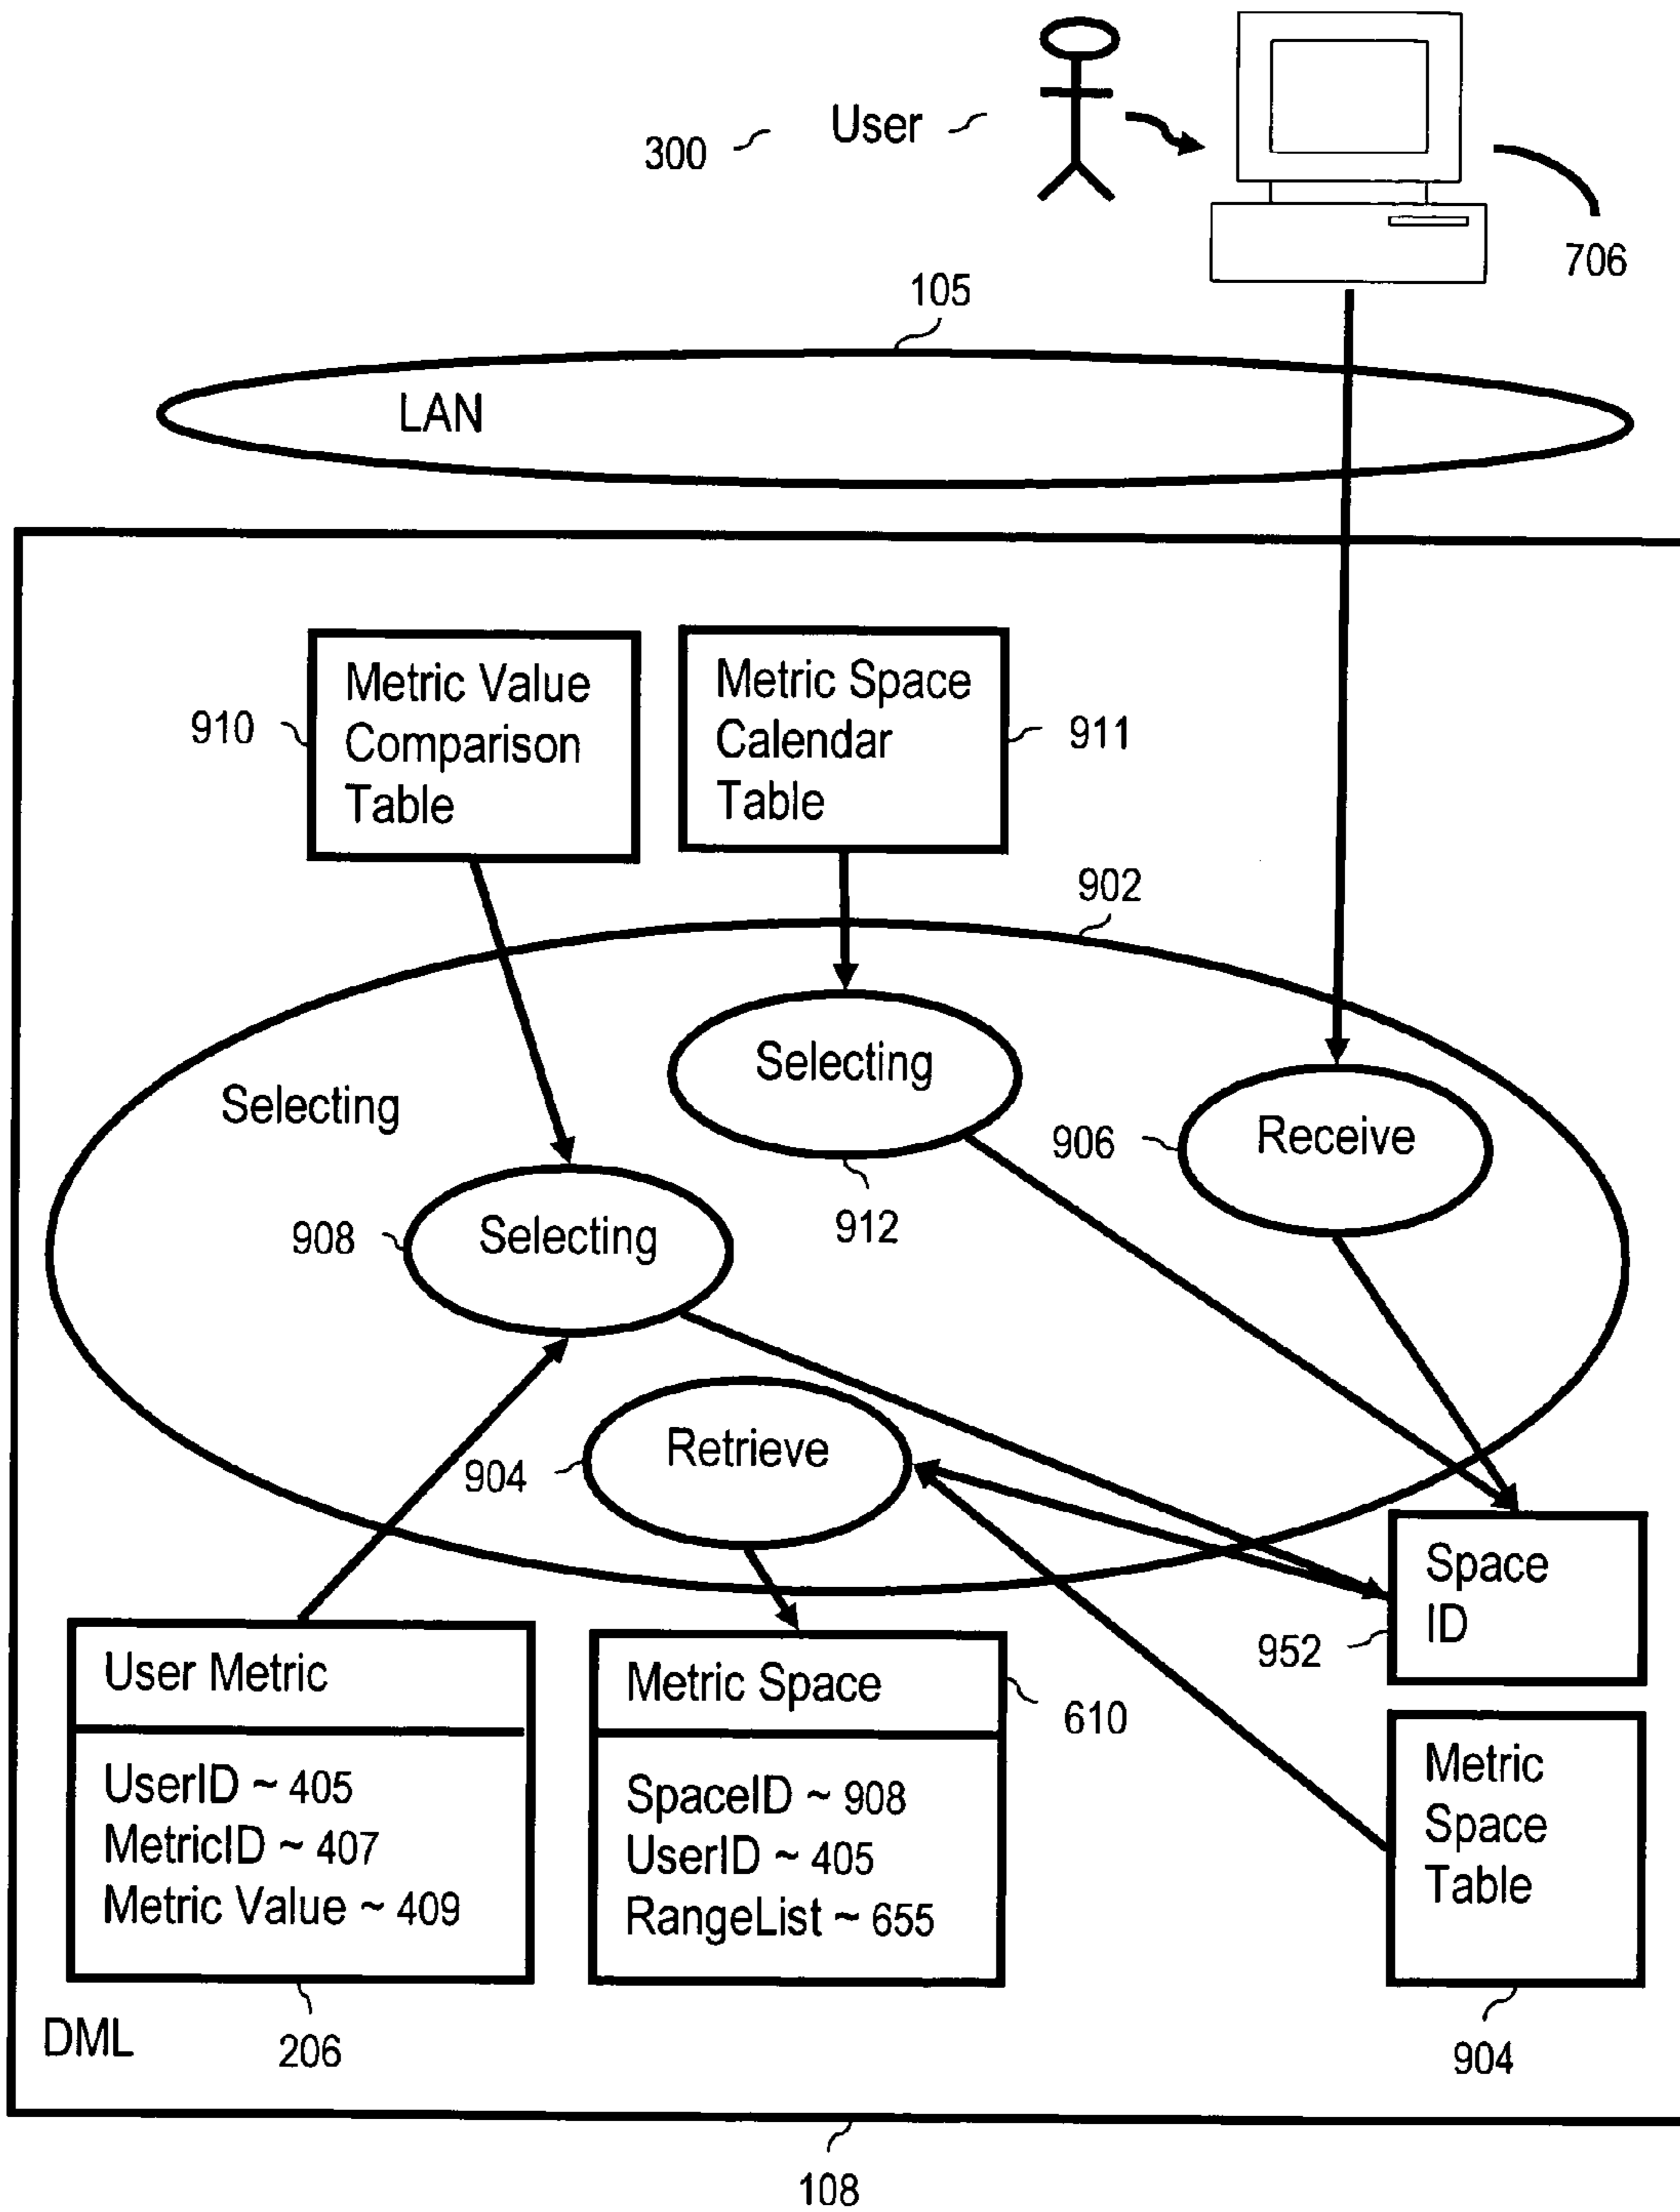 300 ~ User ~
706
105
LAN
910
Metric Value
Comparison
Table
Metric Space
Calendar
Table
911
902
Selecting
Selecting
912
906
Receive
908
Selecting
904
Retrieve
Space
ID
952
User Metric
UserID ~ 405
MetricID ~ 407
Metric Value ~ 409
206
Metric Space
610
SpaceID ~ 908
UserID ~ 405
RangeList ~ 655
Metric
Space
Table
904
DML
108